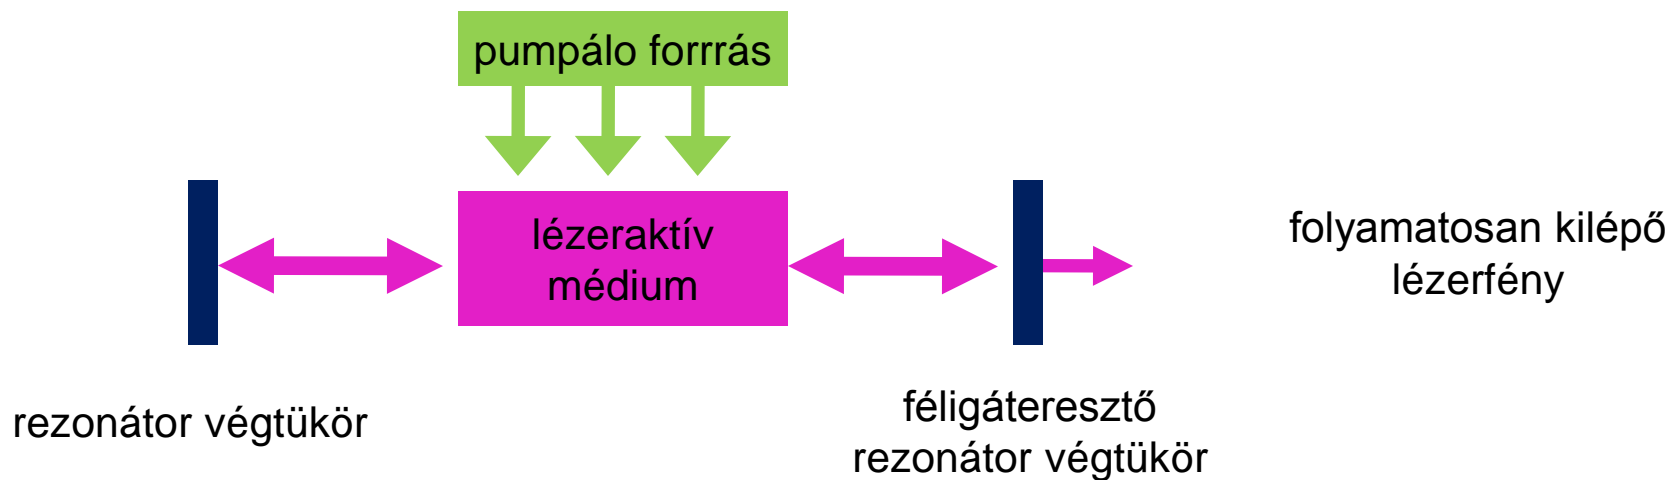 pumpálo forrrás
lézeraktív
médium
folyamatosan kilépő
lézerfény
rezonátor végtükör
féligáteresztő
rezonátor végtükör